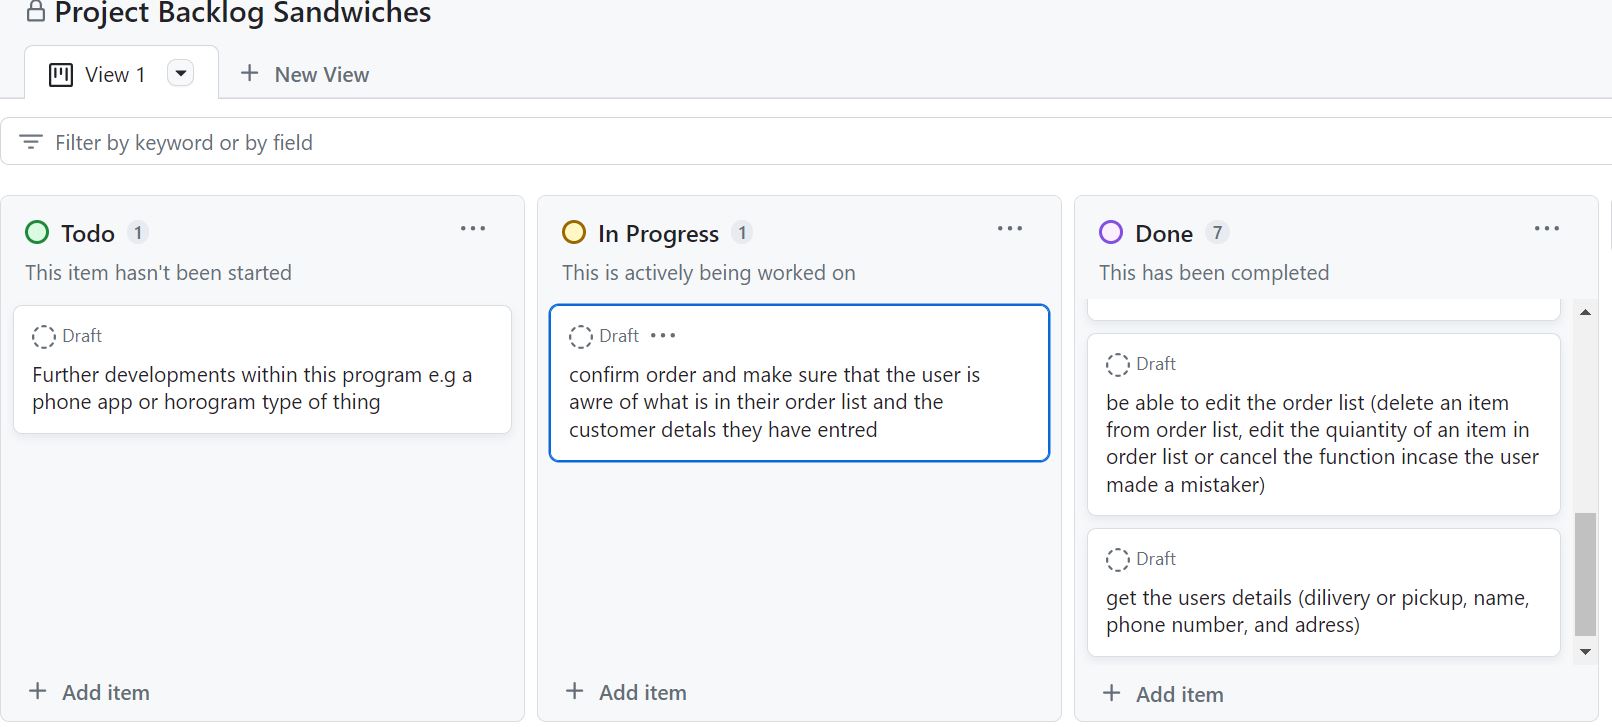 Project Backlog Sandwiches
View 1
New View
Filter by keyword or by field
Todo 1
This item hasn't been started
Draft
Further developments within this program e.g a
phone app or horogram type of thing
Add item
In Progress 1
This is actively being worked on
Draft
confirm order and make sure that the user is
awre of what is in their order list and the
customer detals they have entred
Add item
Done 7
This has been completed
Draft
be able to edit the order list (delete an item
from order list, edit the quiantity of an item in
order list or cancel the function incase the user
made a mistaker)
Draft
get the users details (dilivery or pickup, name,
phone number, and adress)
Add item